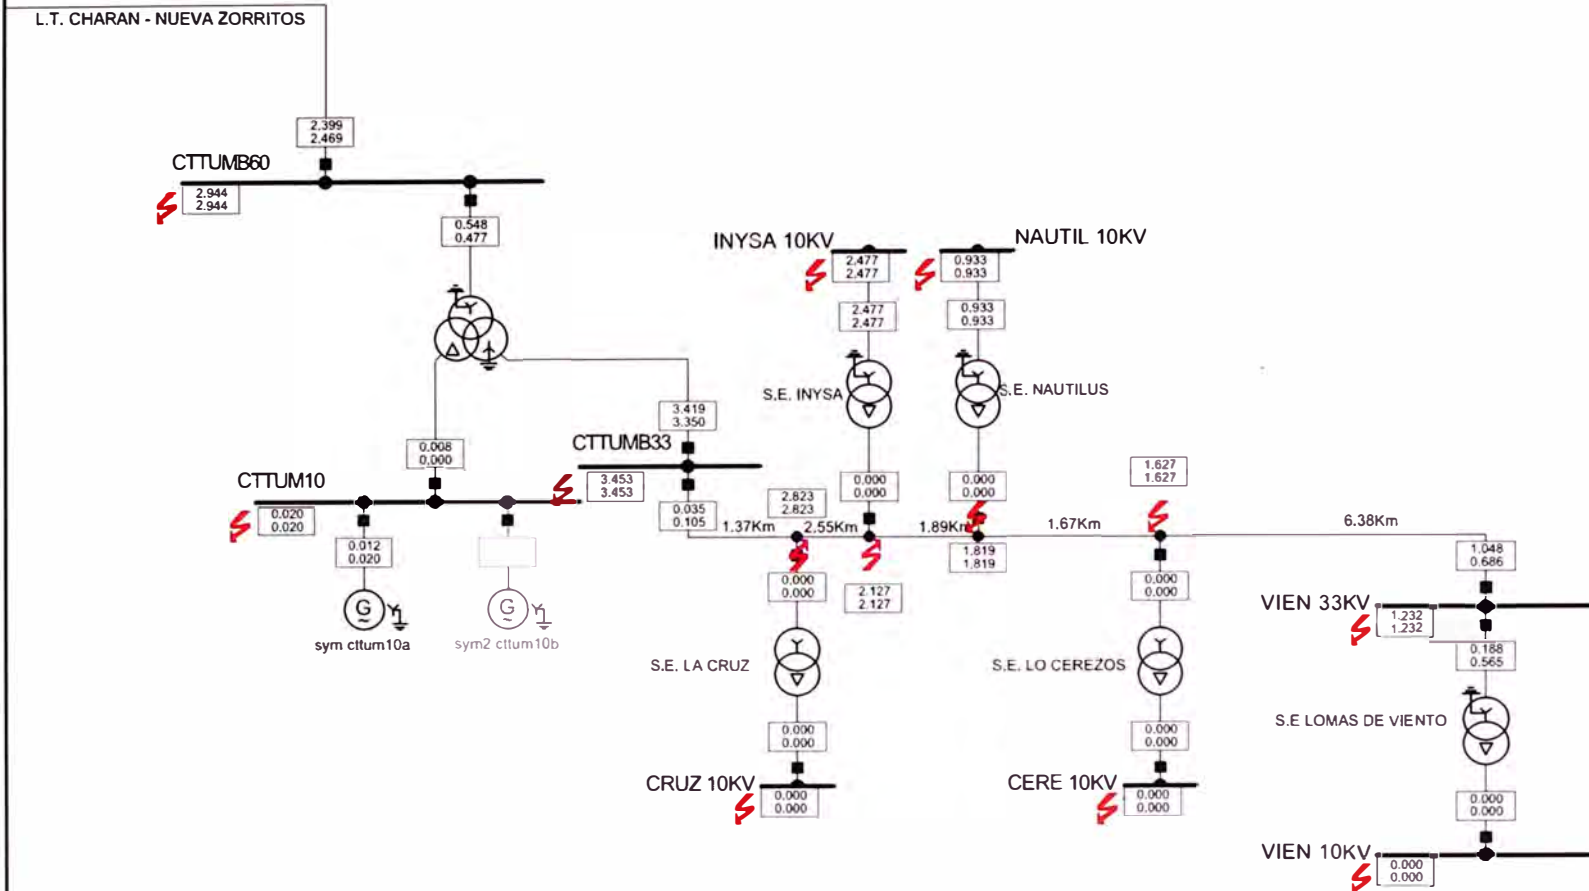 L.T. CHARAN - NUEVA ZORRITOS
2.399
2.469
CTTUMB60
2.944
2.944
0.548
0.477
INYSA 10KV
2.477
2.477
NAUTIL 10KV
0.933
0.933
2.477
2.477
0.933
0.933
S.E. INYSA
S.E. NAUTILUS
3.419
3.350
CTTUMB33
3.453
3.453
0.008
0.000
CTTUM10
0.020
0.020
0.035
0.105
0.000
0.000
0.000
0.000
1.627
1.627
2.823
2.823
1.37Km
2.55Km
1.89Km
1.67Km
6.38Km
0.012
0.020
G
sym cttum10a
G
sym2 cttum10b
0.000
0.000
2.127
2.127
1.819
1.819
0.000
0.000
1.048
0.686
VIEN 33KV
1.232
1.232
0.188
0.565
S.E. LA CRUZ
S.E. LO CEREZOS
S.E LOMAS DE VIENTO
0.000
0.000
0.000
0.000
CRUZ 10KV
0.000
0.000
CERE 10KV
0.000
0.000
0.000
0.000
VIEN 10KV
0.000
0.000